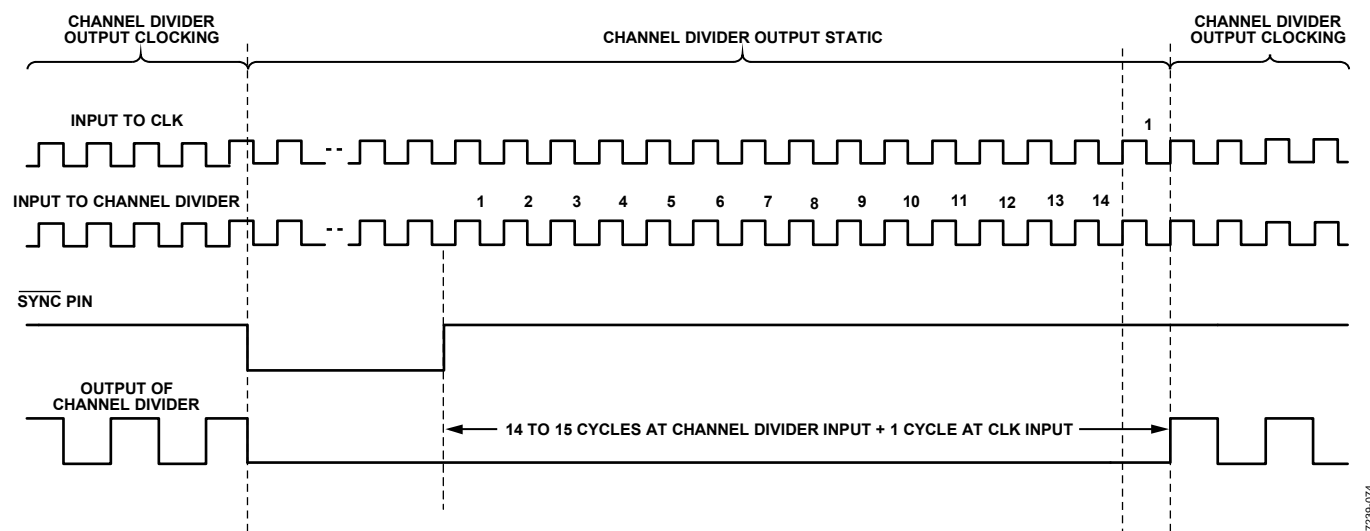 CHANNEL DIVIDER
OUTPUT CLOCKING
CHANNEL DIVIDER OUTPUT STATIC
CHANNEL DIVIDER
OUTPUT CLOCKING
INPUT TO CLK
1
INPUT TO CHANNEL DIVIDER
1 2 3 4 5 6 7 8 9 10 11 12 13 14
SYNC PIN
OUTPUT OF
CHANNEL DIVIDER
14 TO 15 CYCLES AT CHANNEL DIVIDER INPUT + 1 CYCLE AT CLK INPUT